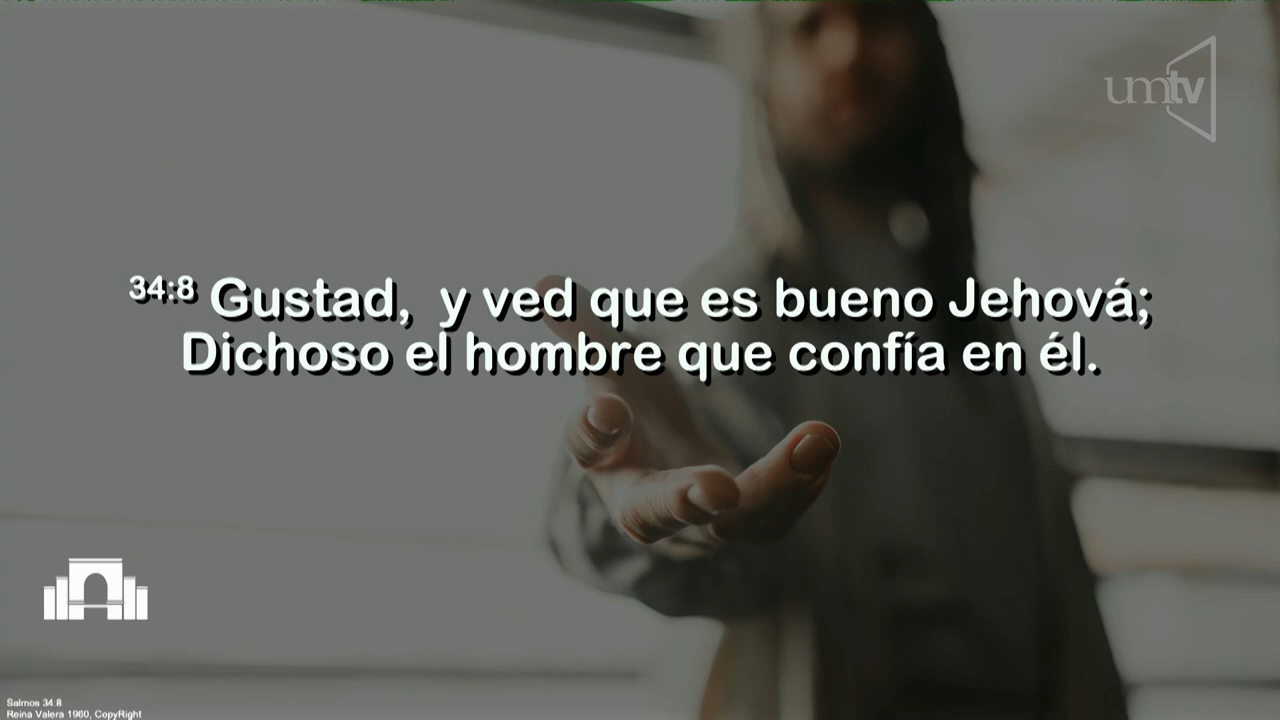 umtv
34:8 Gustad, y ved que es bueno Jehová;
Dichoso el hombre que confía en él.
Salmos 34.8
Reina Valera 1960, CopyRight